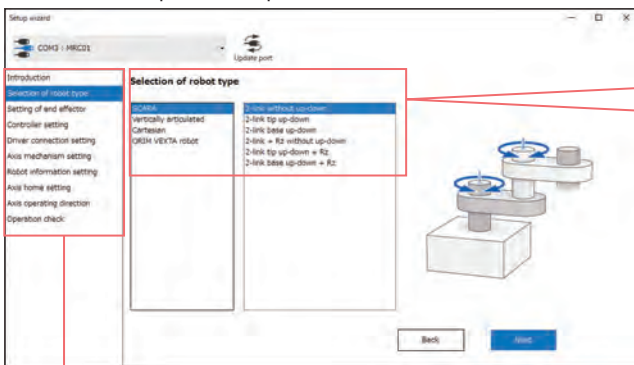 Setup wizard
COM3 : MRC01
Update port
Introduction
Selection of robot type
Setting of end effector
Controller setting
Driver connection setting
Axis mechanism setting
Robot information setting
Axis home setting
Axis operating direction
Operation check
Selection of robot type
SCARA
Vertically articulated
Cartesian
ORIM VEXTA robot
2-link without up-down
2-link tip up-down
2-link base up-down
2-link + Rz without up-down
2-link tip up-down + Rz
2-link base up-down + Rz
Back
Next